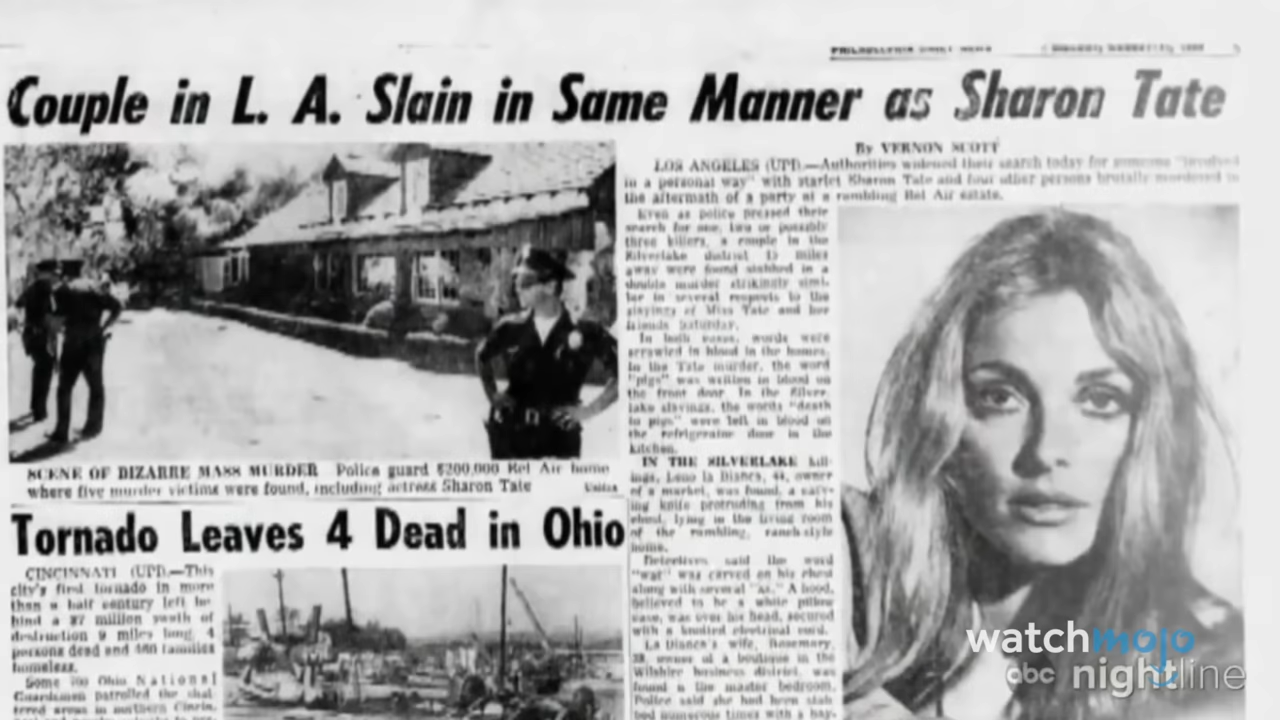 PHILADELPHIA DAILY NEWS
Couple in L. A. Slain in Same Manner as Sharon Tate
By VERNON SCOTT
LOS ANGELES (UPI).—Authorities widened their search today for someone "involved
in a personal way" with starlet Sharon Tate and four other persons brutally murdered in
the aftermath of a party at a rambling Bel Air estate.
Even as police pressed their
search for one, two or possibly
three killers, a couple in the
Silverlake district 15 miles
away were found stabbed in a
double murder strikingly simi-
lar in several respects to the
slayings of Miss Tate and her
friends Saturday.
In both cases, words were
scrawled in blood in the homes.
In the Tate murder, the word
"pigs" was written in blood on
the front door. In the Silver-
lake slayings, the words "death
to pigs" were left in blood on
the refrigerator door in the
kitchen.
IN THE SILVERLAKE kill-
ings, Leno la Bianca, 44, owner
of a market, was found, a carv-
ing knife protruding from his
chest, lying in the living room
of the rambling, ranch-style
home.
Detectives said the word
"war" was carved on his chest
along with several "xs." A hood,
believed to be a white pillow
case, was over his head, secured
with a knotted electrical cord.
La Bianca's wife, Rosemary,
38, owner of a boutique in the
Wilshire business district, was
found in the master bedroom.
Police said she had been stab-
bed numerous times with a
SCENE OF BIZARRE MASS MURDER Police guard $200,000 Bel Air home
where five murder victims were found, including actress Sharon Tate
Tornado Leaves 4 Dead in Ohio
CINCINNATI (UPI).—This
city's first tornado in more
than a half century left be-
hind a $7 million swath of
destruction 9 miles long, 4
persons dead and 400 families
homeless.
Some 700 Ohio National
Guardsmen patrolled the shat-
tered areas in northern Cincin-
watchmojo
abc nightline